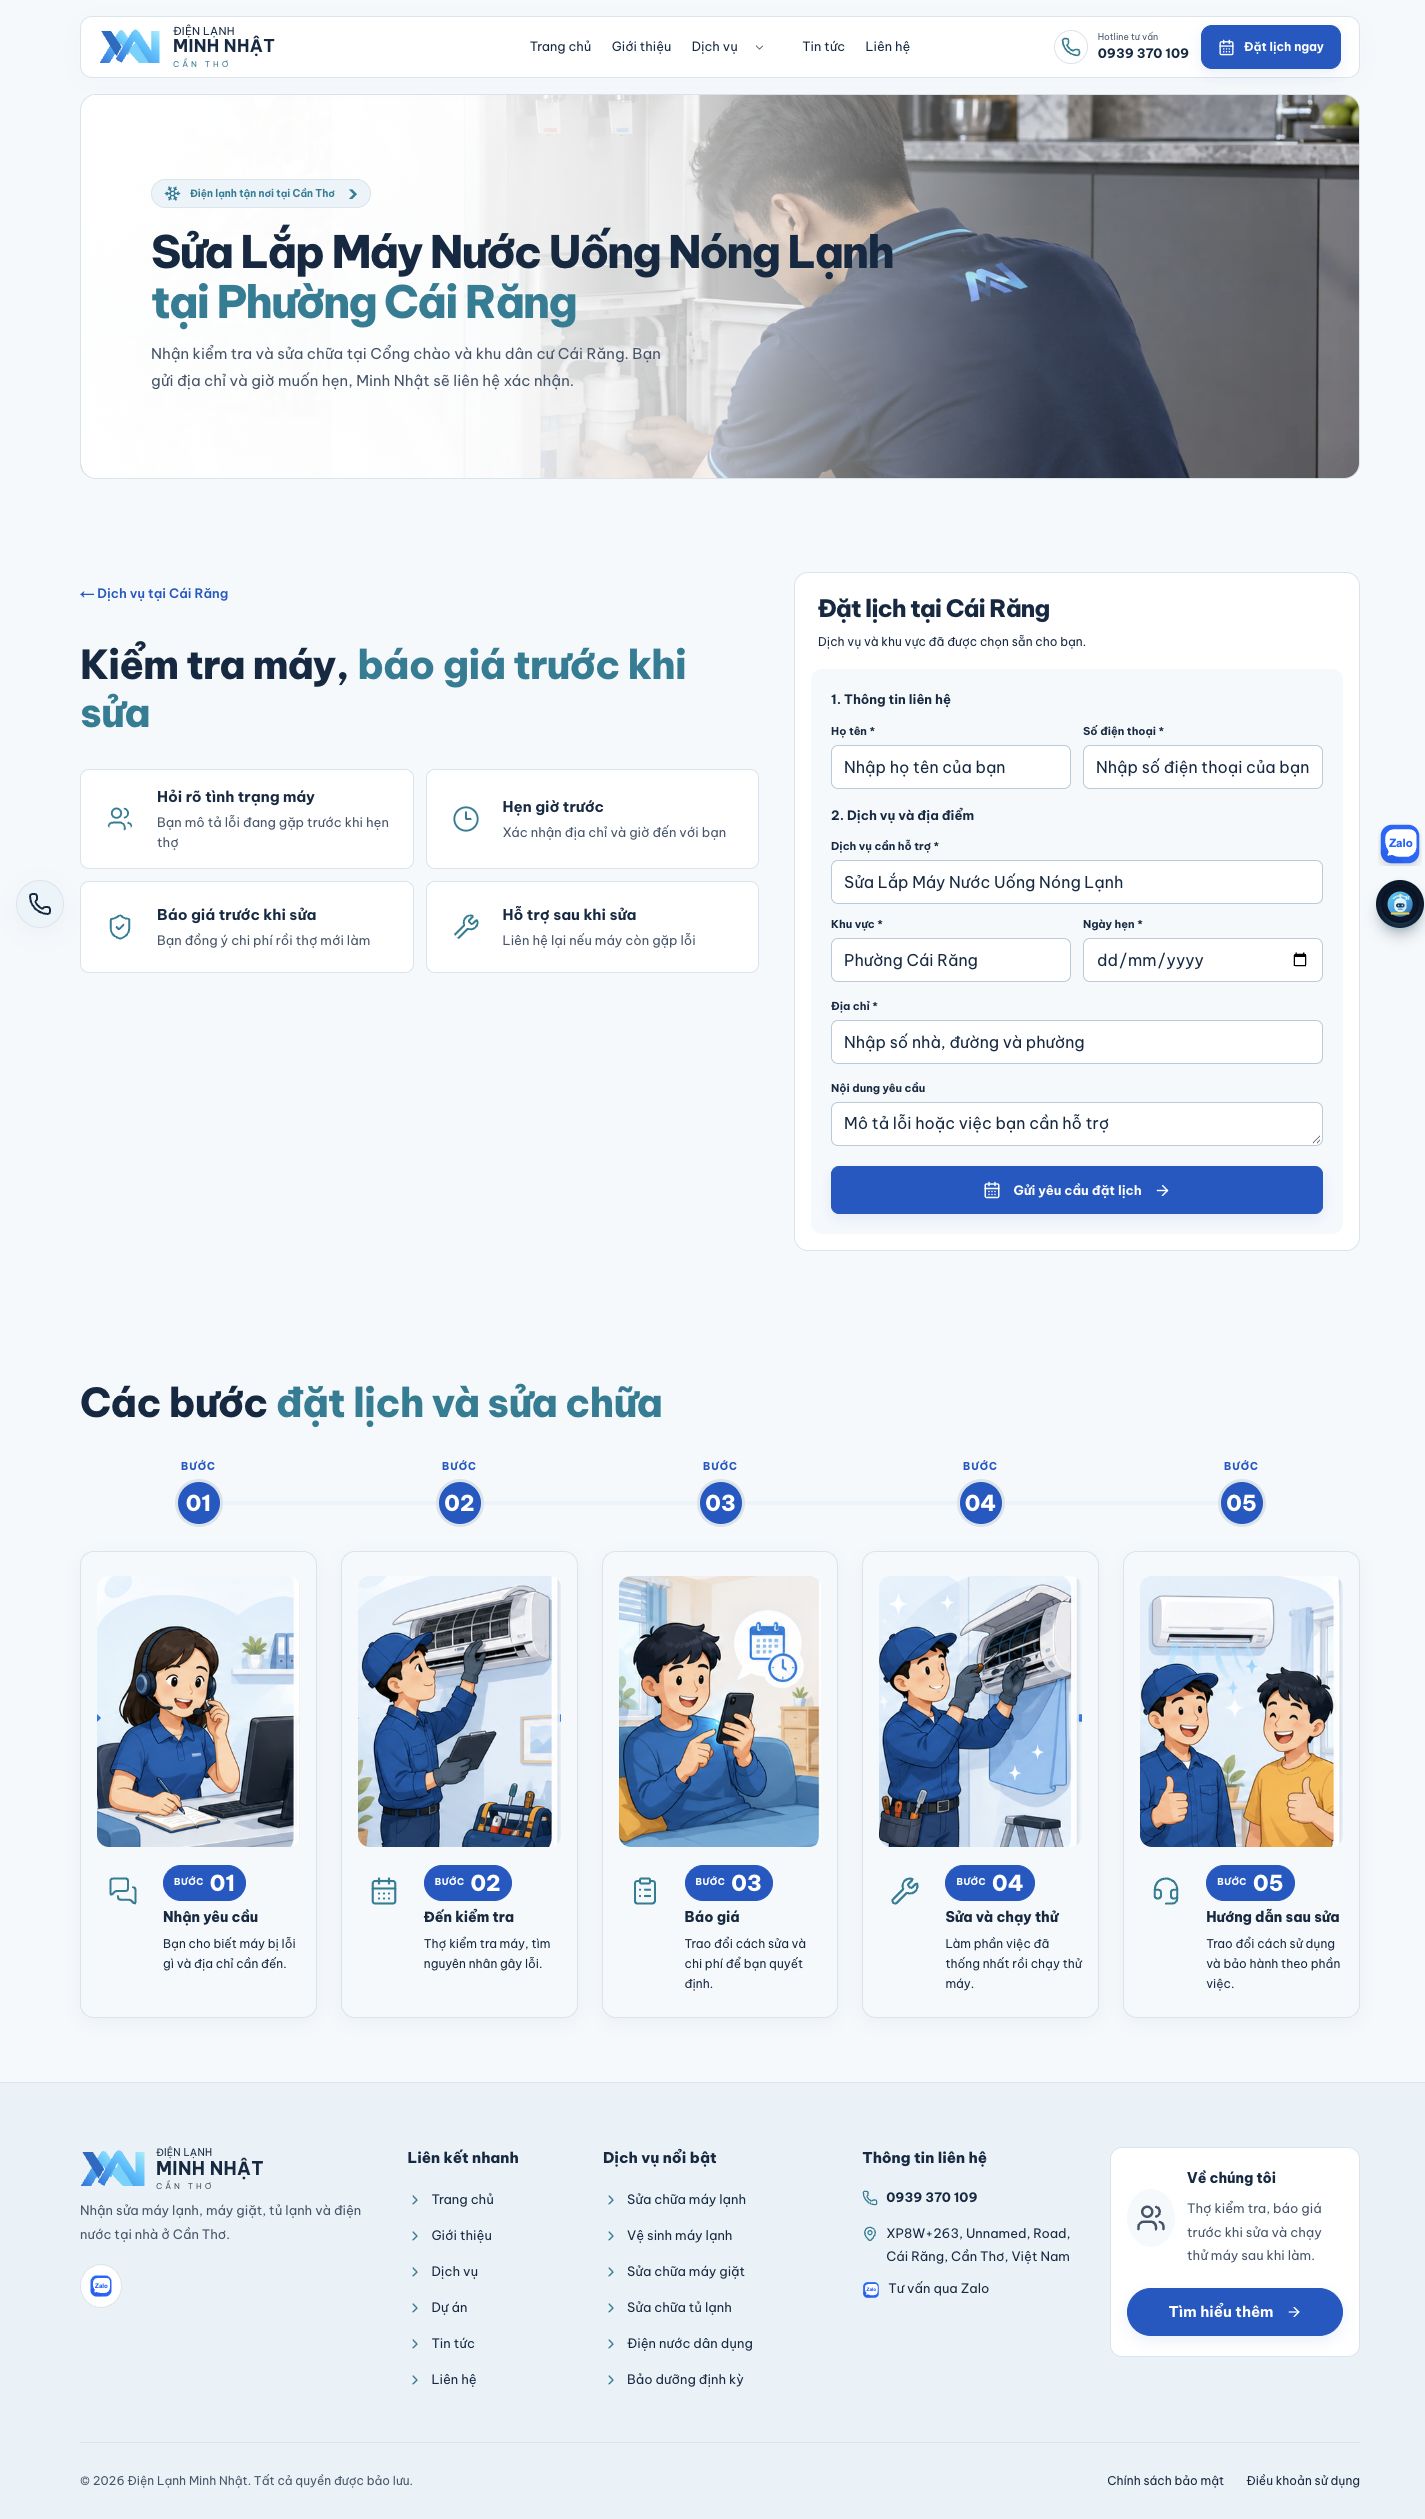 ĐIỆN LẠNH
MINH NHẬT
CẦN THƠ
Trang chủ
Giới thiệu
Dịch vụ
Tin tức
Liên hệ
Hotline tư vấn
0939 370 109
Đặt lịch ngay
Điện lạnh tận nơi tại Cần Thơ
Sửa Lắp Máy Nước Uống Nóng Lạnh
tại Phường Cái Răng
Nhận kiểm tra và sửa chữa tại Cổng chào và khu dân cư Cái Răng. Bạn
gửi địa chỉ và giờ muốn hẹn, Minh Nhật sẽ liên hệ xác nhận.
← Dịch vụ tại Cái Răng
Kiểm tra máy, báo giá trước khi
sửa
Hỏi rõ tình trạng máy
Bạn mô tả lỗi đang gặp trước khi hẹn
thợ
Hẹn giờ trước
Xác nhận địa chỉ và giờ đến với bạn
Báo giá trước khi sửa
Bạn đồng ý chi phí rồi thợ mới làm
Hỗ trợ sau khi sửa
Liên hệ lại nếu máy còn gặp lỗi
Đặt lịch tại Cái Răng
Dịch vụ và khu vực đã được chọn sẵn cho bạn.
1. Thông tin liên hệ
Họ tên *
Số điện thoại *
Nhập họ tên của bạn
Nhập số điện thoại của bạn
2. Dịch vụ và địa điểm
Dịch vụ cần hỗ trợ *
Sửa Lắp Máy Nước Uống Nóng Lạnh
Khu vực *
Ngày hẹn *
Phường Cái Răng
dd/mm/yyyy
Địa chỉ *
Nhập số nhà, đường và phường
Nội dung yêu cầu
Mô tả lỗi hoặc việc bạn cần hỗ trợ
Gửi yêu cầu đặt lịch
Zalo
Các bước đặt lịch và sửa chữa
BƯỚC
01
BƯỚC
02
BƯỚC
03
BƯỚC
04
BƯỚC
05
BƯỚC 01
Nhận yêu cầu
Bạn cho biết máy bị lỗi
gì và địa chỉ cần đến.
BƯỚC 02
Đến kiểm tra
Thợ kiểm tra máy, tìm
nguyên nhân gây lỗi.
BƯỚC 03
Báo giá
Trao đổi cách sửa và
chi phí để bạn quyết
định.
BƯỚC 04
Sửa và chạy thử
Làm phần việc đã
thống nhất rồi chạy thử
máy.
BƯỚC 05
Hướng dẫn sau sửa
Trao đổi cách sử dụng
và bảo hành theo phần
việc.
ĐIỆN LẠNH
MINH NHẬT
CẦN THƠ
Nhận sửa máy lạnh, máy giặt, tủ lạnh và điện
nước tại nhà ở Cần Thơ.
Zalo
Liên kết nhanh
Trang chủ
Giới thiệu
Dịch vụ
Dự án
Tin tức
Liên hệ
Dịch vụ nổi bật
Sửa chữa máy lạnh
Vệ sinh máy lạnh
Sửa chữa máy giặt
Sửa chữa tủ lạnh
Điện nước dân dụng
Bảo dưỡng định kỳ
Thông tin liên hệ
0939 370 109
XP8W+263, Unnamed, Road,
Cái Răng, Cần Thơ, Việt Nam
Tư vấn qua Zalo
Về chúng tôi
Thợ kiểm tra, báo giá
trước khi sửa và chạy
thử máy sau khi làm.
Tìm hiểu thêm
© 2026 Điện Lạnh Minh Nhật. Tất cả quyền được bảo lưu.
Chính sách bảo mật
Điều khoản sử dụng